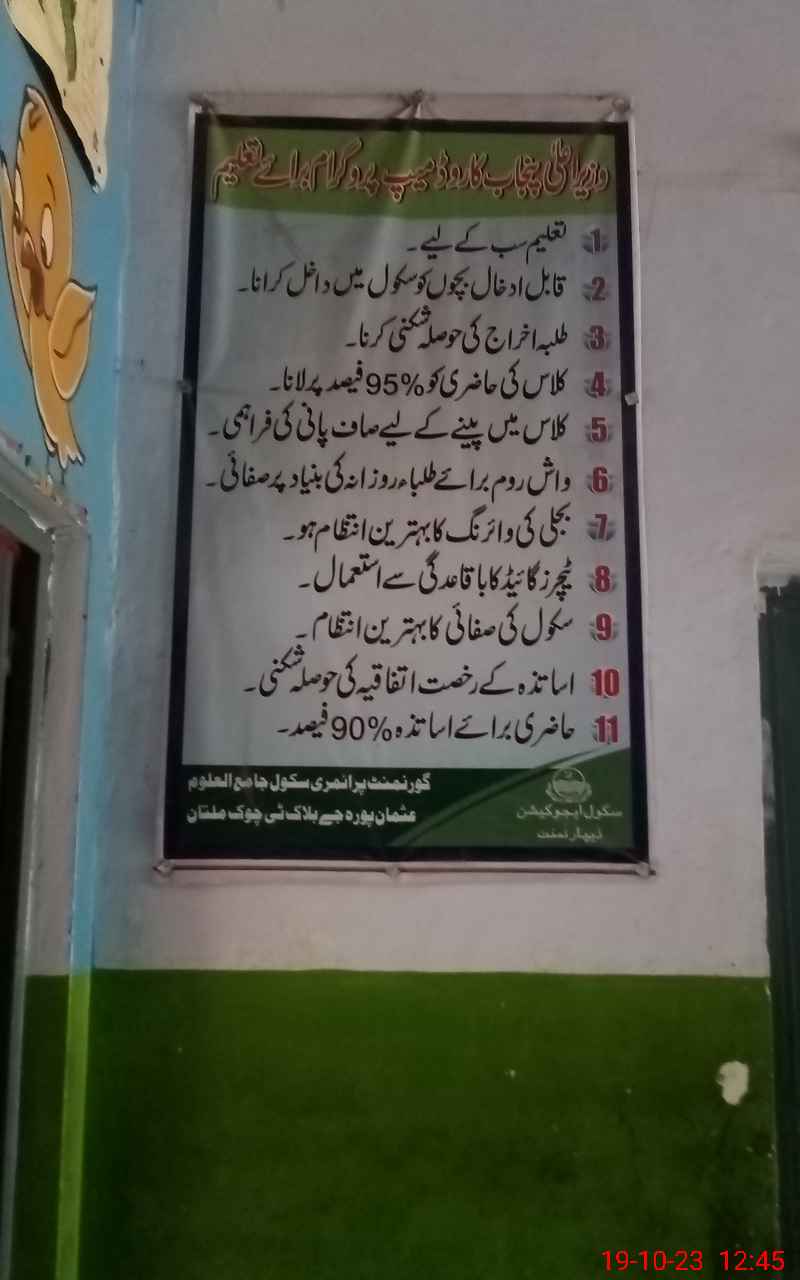 وزیراعلیٰ پنجاب کا روڈ میپ پروگرام برائے تعلیم
1 تعلیم سب کے لیے۔
2 قابل ادخال بچوں کو سکول میں داخل کرانا۔
3 طلبہ اخراج کی حوصلہ شکنی کرنا۔
4 کلاس کی حاضری کو %95 فیصد پر لانا۔
5 کلاس میں پینے کے لیے صاف پانی کی فراہمی۔
6 واش روم برائے طلباء روزانہ کی بنیاد پر صفائی۔
7 بجلی کی وائرنگ کا بہترین انتظام ہو۔
8 ٹیچرز گائیڈ کا باقاعدگی سے استعمال۔
9 سکول کی صفائی کا بہترین انتظام۔
10 اساتذہ کے رخصت اتفاقیہ کی حوصلہ شکنی۔
11 حاضری برائے اساتذہ %90 فیصد۔
گورنمنٹ پرائمری سکول جامع العلوم
عثمان پورہ جے بلاک ٹی چوک ملتان
سکول ایجوکیشن
ڈیپارٹمنٹ
19-10-23 12:45